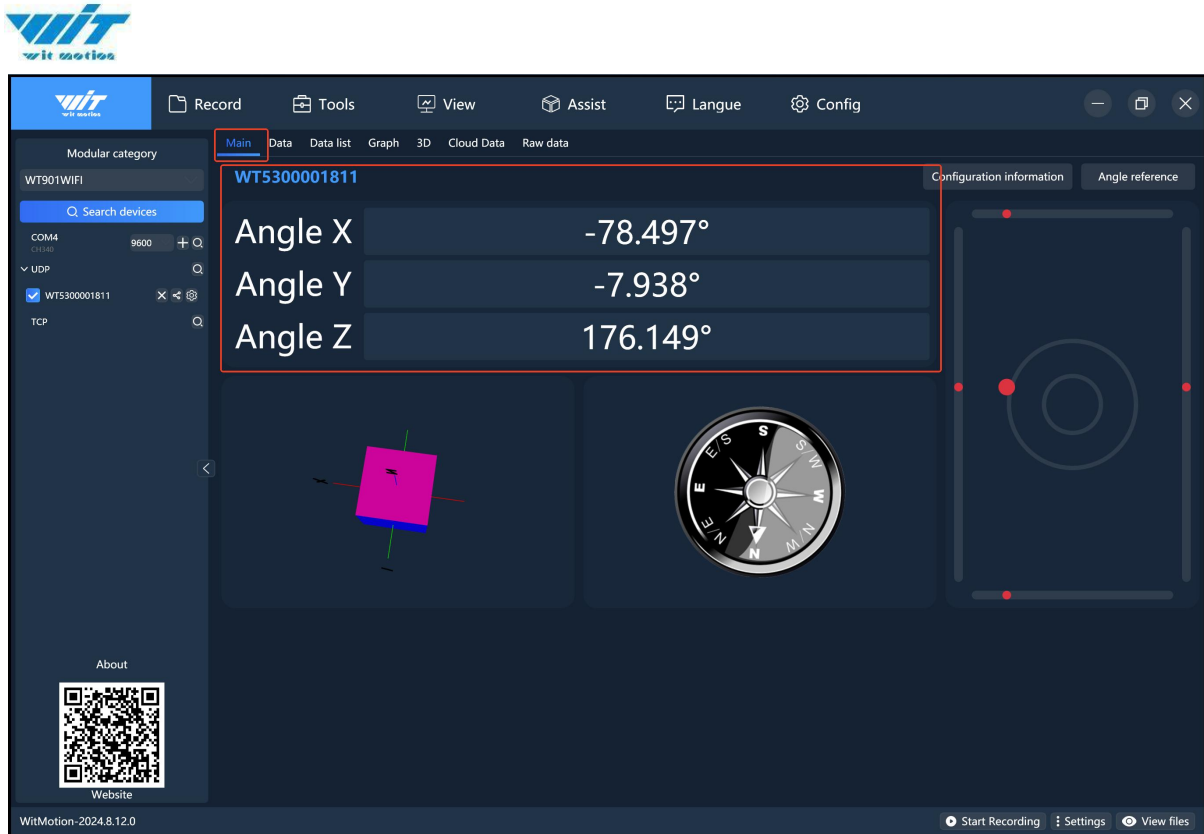 WIT
wit motion
WIT
wit motion
Record
Tools
View
Assist
Langue
Config
Modular category
WT901WIFI
Search devices
COM4
CH340
9600
UDP
WT5300001811
TCP
About
Website
Main
Data
Data list
Graph
3D
Cloud Data
Raw data
WT5300001811
Configuration information
Angle reference
Angle X
-78.497°
Angle Y
-7.938°
Angle Z
176.149°
S
S/W
W
N/W
N
N/E
E
E/S
WitMotion-2024.8.12.0
Start Recording
Settings
View files